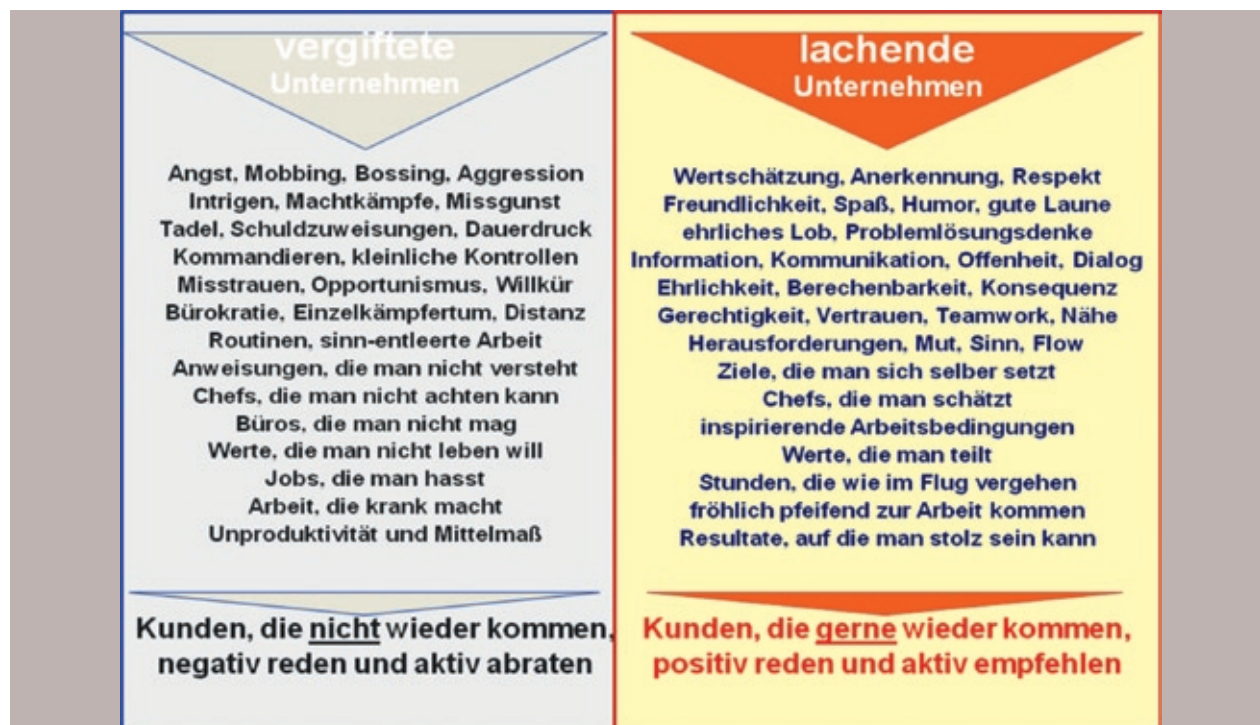 vergiftete
Unternehmen
Angst, Mobbing, Bossing, Aggression
Intrigen, Machtkämpfe, Missgunst
Tadel, Schuldzuweisungen, Dauerdruck
Kommandieren, kleinliche Kontrollen
Misstrauen, Opportunismus, Willkür
Bürokratie, Einzelkämpfertum, Distanz
Routinen, sinn-entleerte Arbeit
Anweisungen, die man nicht versteht
Chefs, die man nicht achten kann
Büros, die man nicht mag
Werte, die man nicht leben will
Jobs, die man hasst
Arbeit, die krank macht
Unproduktivität und Mittelmaß
Kunden, die nicht wieder kommen,
negativ reden und aktiv abraten
lachende
Unternehmen
Wertschätzung, Anerkennung, Respekt
Freundlichkeit, Spaß, Humor, gute Laune
ehrliches Lob, Problemlösungsdenke
Information, Kommunikation, Offenheit, Dialog
Ehrlichkeit, Berechenbarkeit, Konsequenz
Gerechtigkeit, Vertrauen, Teamwork, Nähe
Herausforderungen, Mut, Sinn, Flow
Ziele, die man sich selber setzt
Chefs, die man schätzt
inspirierende Arbeitsbedingungen
Werte, die man teilt
Stunden, die wie im Flug vergehen
fröhlich pfeifend zur Arbeit kommen
Resultate, auf die man stolz sein kann
Kunden, die gerne wieder kommen,
positiv reden und aktiv empfehlen